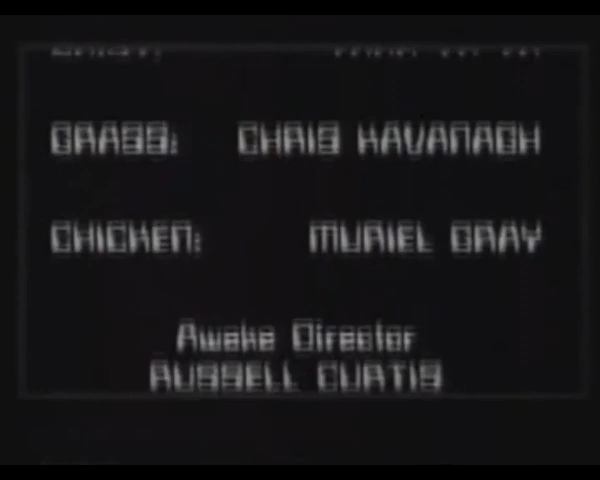 GRASS: CHRIS KAVANAGH
CHICKEN: MURIEL GRAY
Awake Director
RUSSELL CURTIS